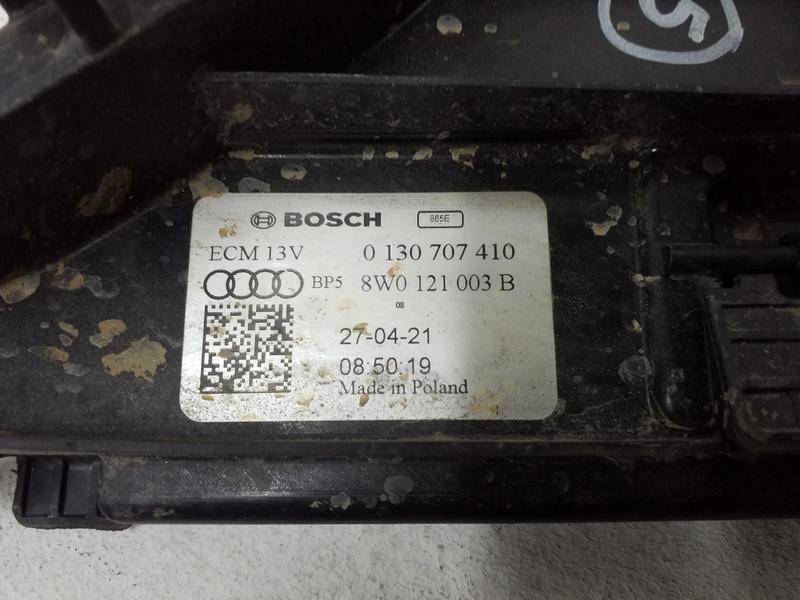 5
BOSCH 865E
ECM 13V 0 130 707 410
BP5 8W0 121 003 B
08
27-04-21
08:50:19
Made in Poland